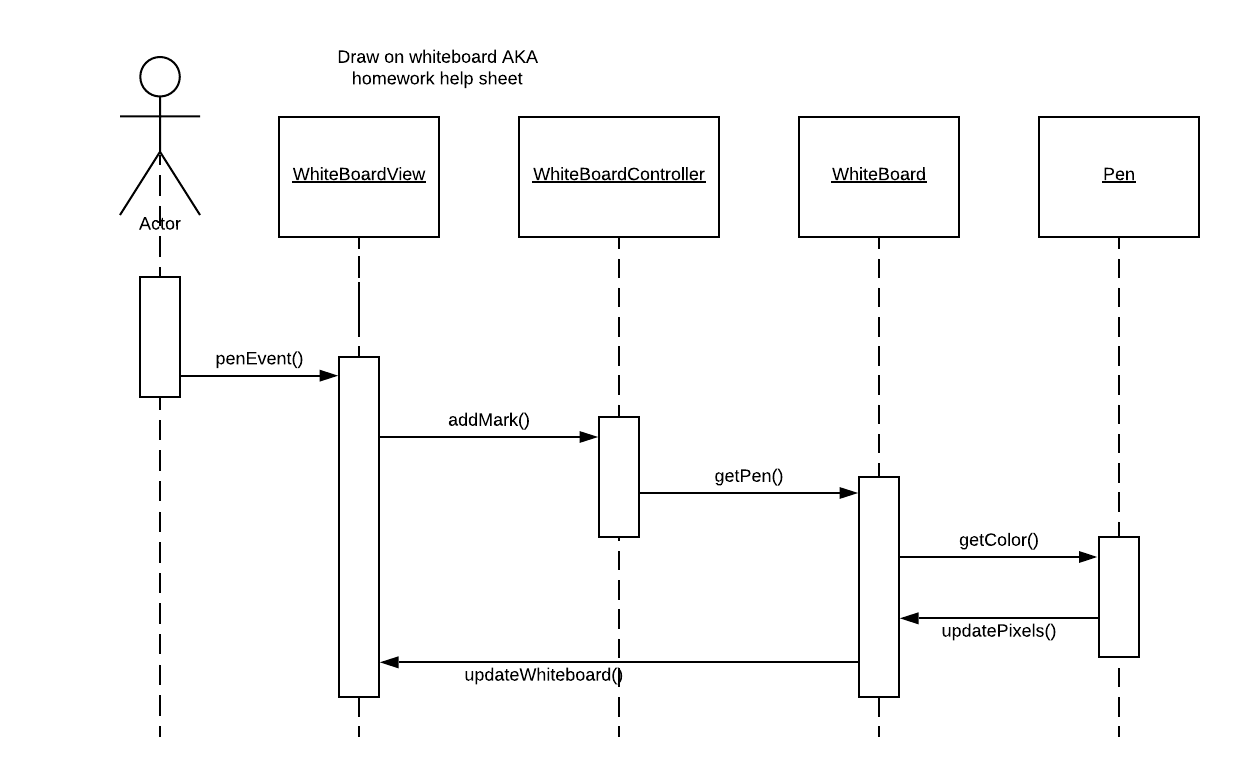 Draw on whiteboard AKA
homework help sheet
Actor
WhiteBoardView
WhiteBoardController
WhiteBoard
Pen
penEvent()
addMark()
getPen()
getColor()
updatePixels()
updateWhiteboard()